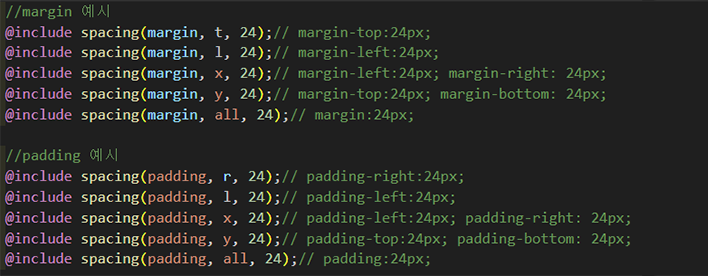 //margin 예시
@include spacing(margin, t, 24);// margin-top:24px;
@include spacing(margin, l, 24);// margin-left:24px;
@include spacing(margin, x, 24);// margin-left:24px; margin-right: 24px;
@include spacing(margin, y, 24);// margin-top:24px; margin-bottom: 24px;
@include spacing(margin, all, 24);// margin:24px;

//padding 예시
@include spacing(padding, r, 24);// padding-right:24px;
@include spacing(padding, l, 24);// padding-left:24px;
@include spacing(padding, x, 24);// padding-left:24px; padding-right: 24px;
@include spacing(padding, y, 24);// padding-top:24px; padding-bottom: 24px;
@include spacing(padding, all, 24);// padding:24px;